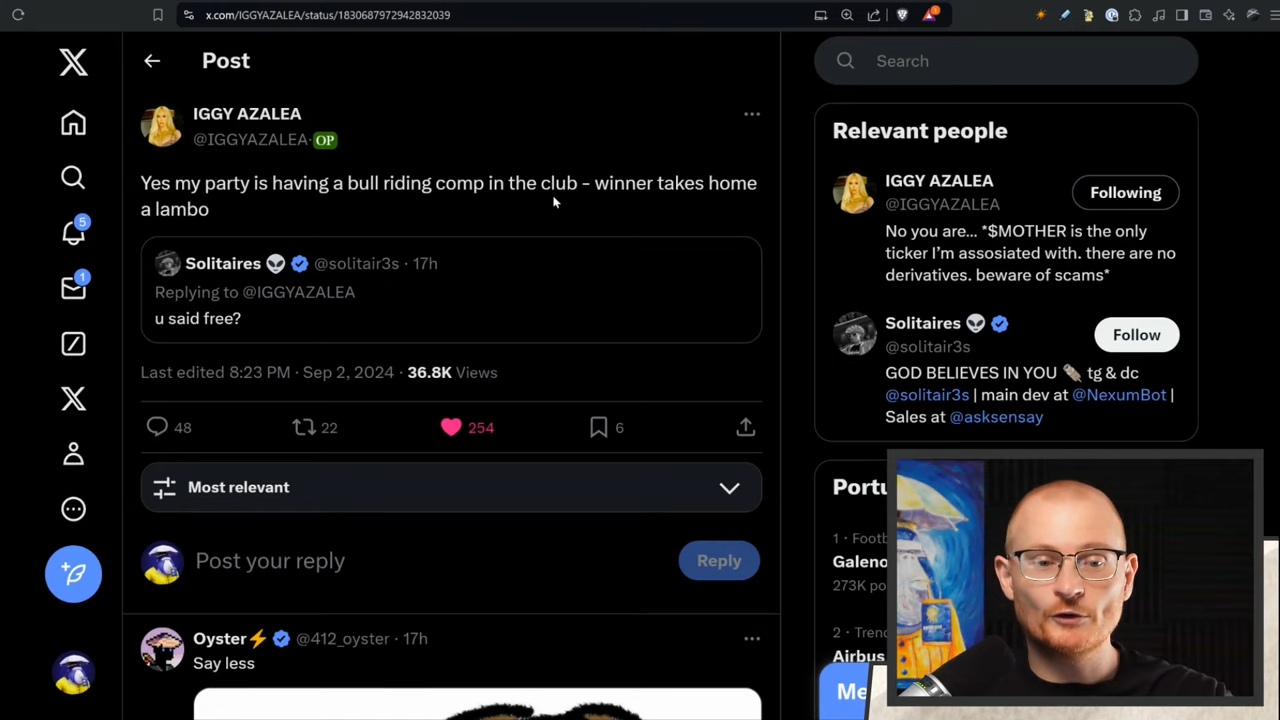 x.com/IGGYAZALEA/status/1830687972942832039
Post
Search
IGGY AZALEA
@IGGYAZALEA· OP
Yes my party is having a bull riding comp in the club - winner takes home
a lambo
Solitaires 👽 @solitair3s · 17h
Replying to @IGGYAZALEA
u said free?
Last edited 8:23 PM · Sep 2, 2024 · 36.8K Views
48 22 254 6
Most relevant
Post your reply
Reply
Oyster⚡ @412_oyster · 17h
Say less
5
1
Relevant people
IGGY AZALEA
@IGGYAZALEA
Following
No you are... *$MOTHER is the only
ticker I'm assosiated with. there are no
derivatives. beware of scams*
Solitaires 👽
@solitair3s
Follow
GOD BELIEVES IN YOU tg & dc
@solitair3s | main dev at @NexumBot |
Sales at @asksensay
1
Galeno
273K
2
Airbus